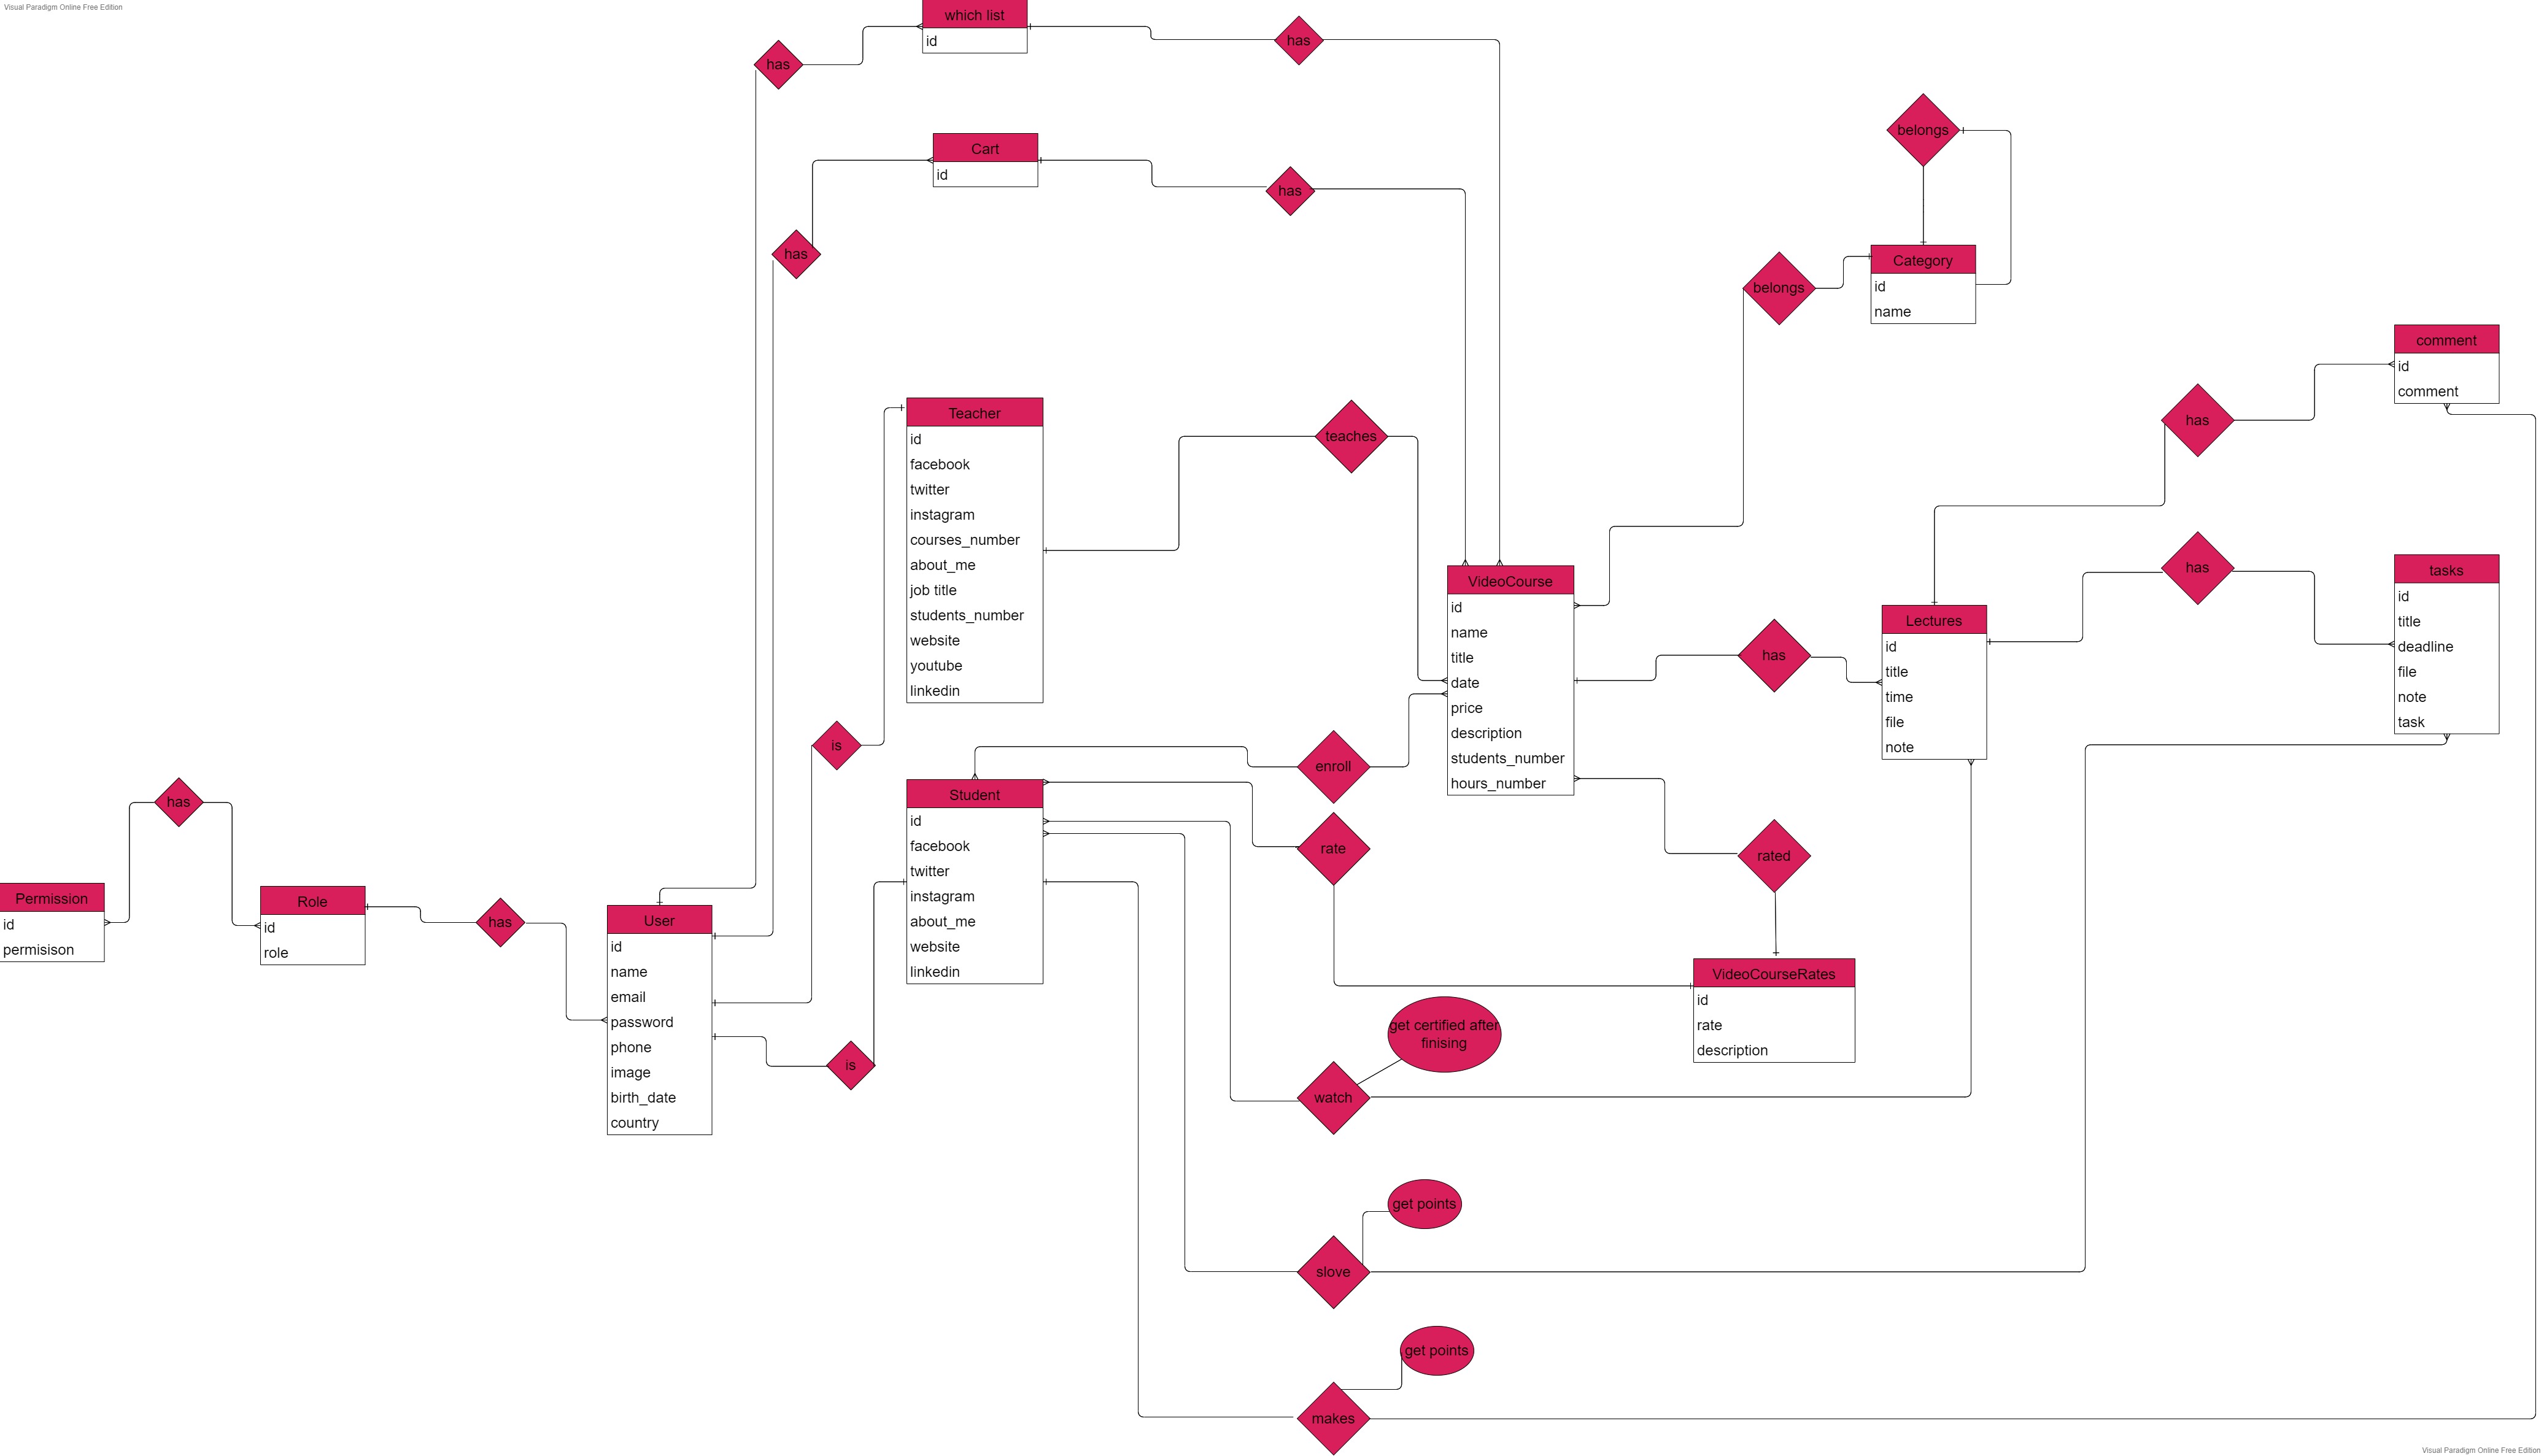 Visual Paradigm Online Free Edition
which list
id
has
has
Cart
id
has
has
belongs
Category
id
name
belongs
comment
id
comment
has
Teacher
id
facebook
twitter
instagram
courses_number
about_me
job title
students_number
website
youtube
linkedin
teaches
VideoCourse
id
name
title
date
price
description
students_number
hours_number
has
Lectures
id
title
time
file
note
has
tasks
id
title
deadline
file
note
task
is
enroll
Student
id
facebook
twitter
instagram
about_me
website
linkedin
rate
rated
has
Permission
id
permisison
Role
id
role
has
User
id
name
email
password
phone
image
birth_date
country
is
VideoCourseRates
id
rate
description
get certified after
finising
watch
get points
slove
get points
makes
Visual Paradigm Online Free Edition